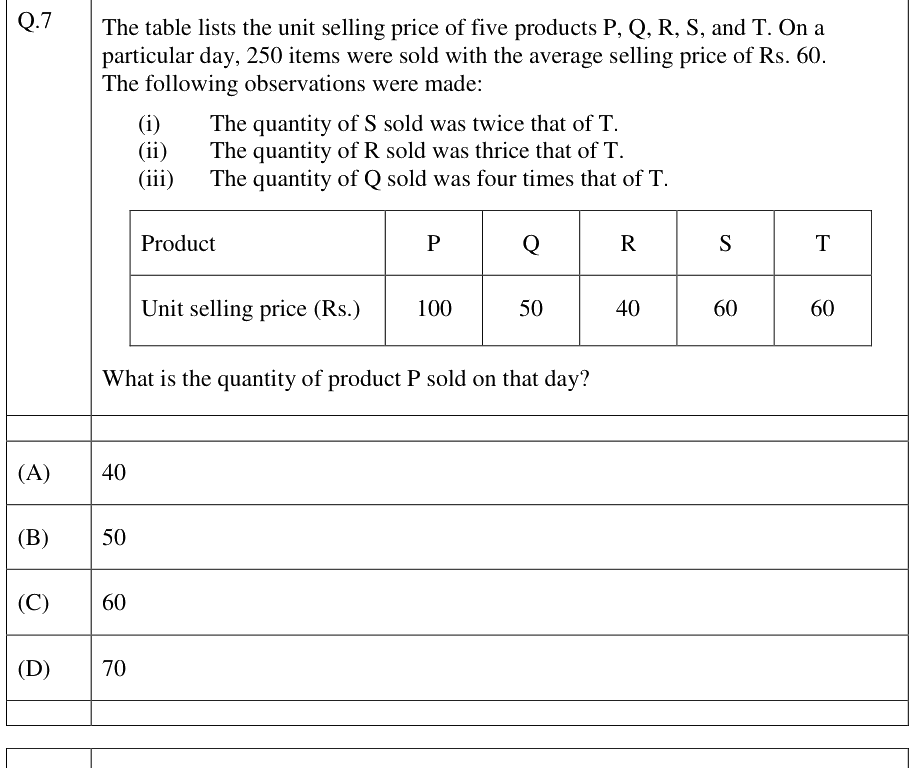 Q.7
The table lists the unit selling price of five products P, Q, R, S, and T. On a
particular day, 250 items were sold with the average selling price of Rs. 60.
The following observations were made:
(i) The quantity of S sold was twice that of T.
(ii) The quantity of R sold was thrice that of T.
(iii) The quantity of Q sold was four times that of T.
Product P Q R S T
Unit selling price (Rs.) 100 50 40 60 60
What is the quantity of product P sold on that day?
(A) 40
(B) 50
(C) 60
(D) 70